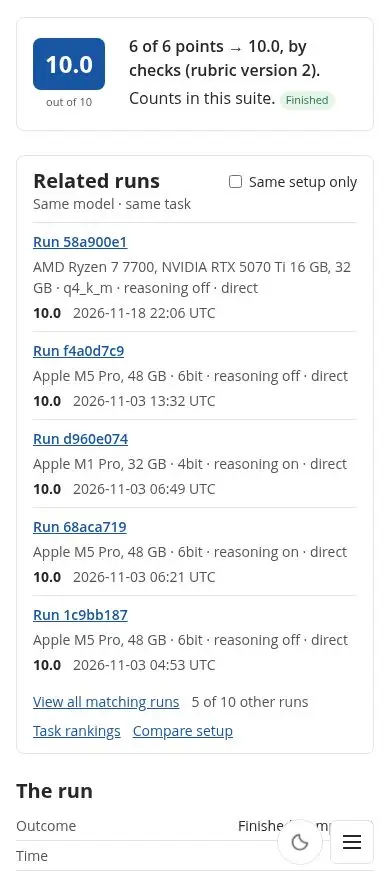 10.0
out of 10
6 of 6 points → 10.0, by
checks (rubric version 2).
Counts in this suite. Finished
Related runs
Same setup only
Same model · same task
Run 58a900e1
AMD Ryzen 7 7700, NVIDIA RTX 5070 Ti 16 GB, 32
GB · q4_k_m · reasoning off · direct
10.0 2026-11-18 22:06 UTC
Run f4a0d7c9
Apple M5 Pro, 48 GB · 6bit · reasoning off · direct
10.0 2026-11-03 13:32 UTC
Run d960e074
Apple M1 Pro, 32 GB · 4bit · reasoning on · direct
10.0 2026-11-03 06:49 UTC
Run 68aca719
Apple M5 Pro, 48 GB · 6bit · reasoning on · direct
10.0 2026-11-03 06:21 UTC
Run 1c9bb187
Apple M5 Pro, 48 GB · 6bit · reasoning off · direct
10.0 2026-11-03 04:53 UTC
View all matching runs 5 of 10 other runs
Task rankings Compare setup
The run
Outcome
Time